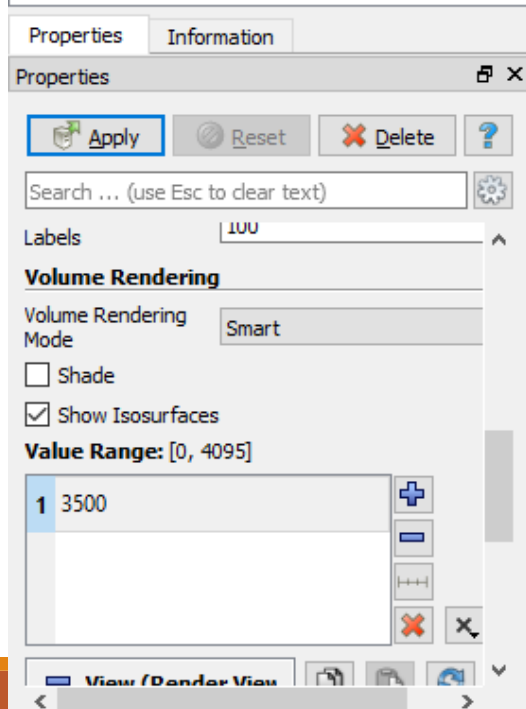 Properties Information
Properties
Apply Reset Delete ?
Search ... (use Esc to clear text)
Labels 100
Volume Rendering
Volume Rendering
Mode
Smart
Shade
Show Isosurfaces
Value Range: [0, 4095]
1 3500
View (Render View